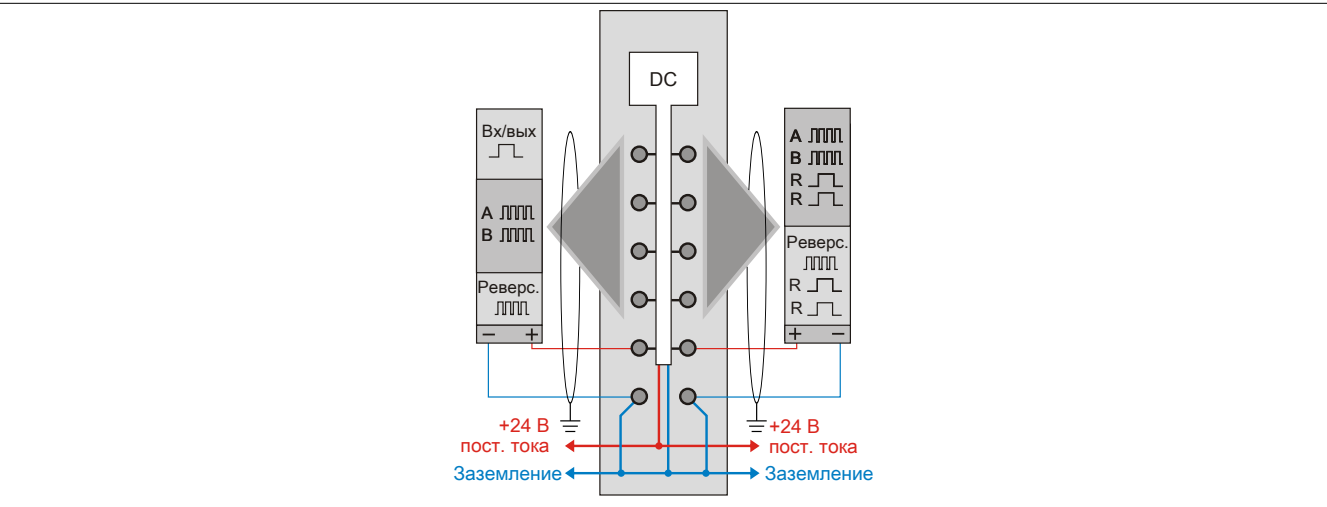 DC
Вх/вых
A
B
Реверс.
− +
A
B
R
R
Реверс.
R
R
+ −
+24 В
пост. тока
Заземление
+24 В
пост. тока
Заземление